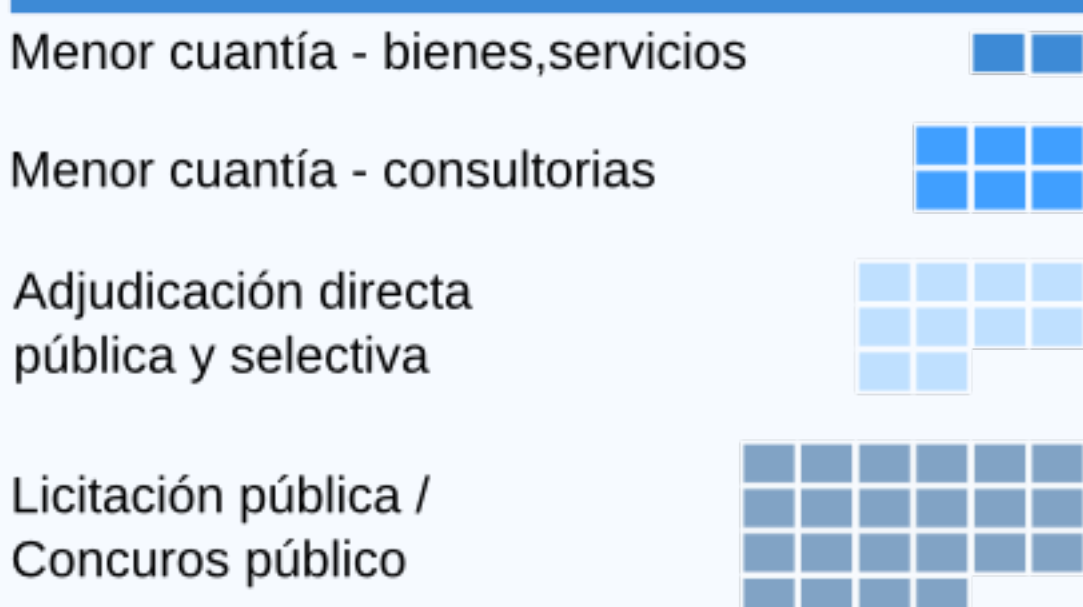 Menor cuantía - bienes,servicios
Menor cuantía - consultorias
Adjudicación directa
pública y selectiva
Licitación pública /
Concuros público